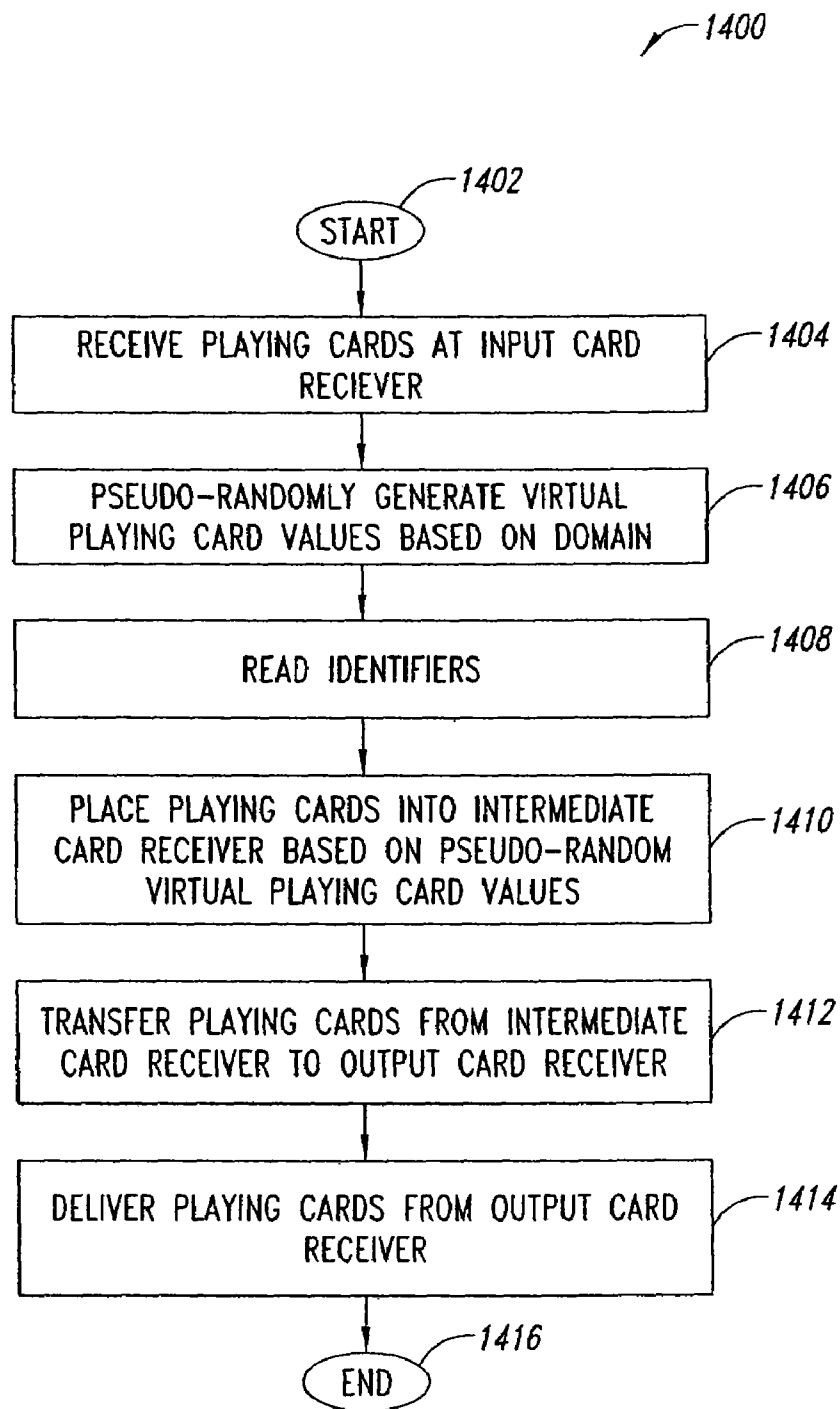 1400
1402
START
RECEIVE PLAYING CARDS AT INPUT CARD
RECIEVER
1404
PSEUDO-RANDOMLY GENERATE VIRTUAL
PLAYING CARD VALUES BASED ON DOMAIN
1406
READ IDENTIFIERS
1408
PLACE PLAYING CARDS INTO INTERMEDIATE
CARD RECEIVER BASED ON PSEUDO-RANDOM
VIRTUAL PLAYING CARD VALUES
1410
TRANSFER PLAYING CARDS FROM INTERMEDIATE
CARD RECEIVER TO OUTPUT CARD RECEIVER
1412
DELIVER PLAYING CARDS FROM OUTPUT CARD
RECEIVER
1414
1416
END